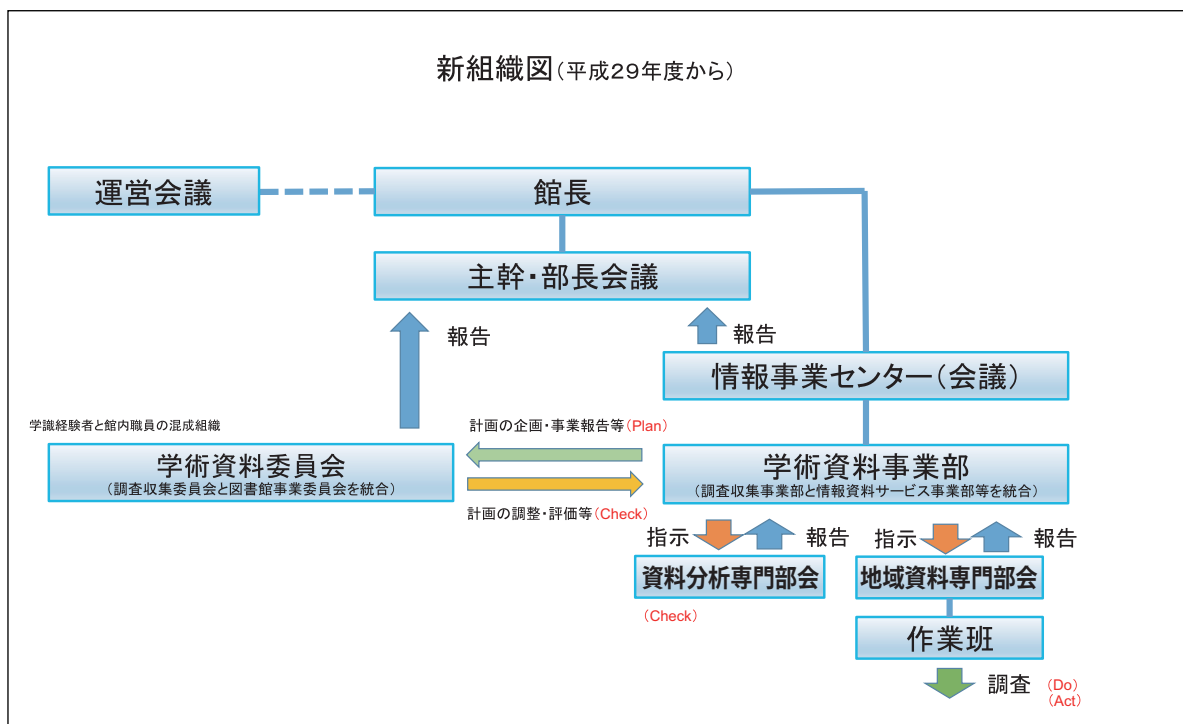 新組織図(平成29年度から)
運営会議
館長
主幹・部長会議
報告
報告
情報事業センター(会議)
学識経験者と館内職員の混成組織
学術資料委員会
(調査収集委員会と図書館事業委員会を統合)
計画の企画・事業報告等(Plan)
計画の調整・評価等(Check)
学術資料事業部
(調査収集事業部と情報資料サービス事業部等を統合)
指示
報告
指示
報告
資料分析専門部会
(Check)
地域資料専門部会
作業班
調査
(Do)
(Act)